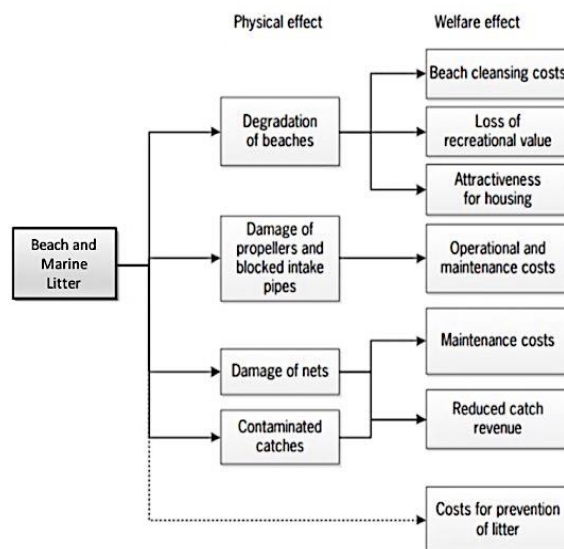 Physical effect
Welfare effect
Beach and
Marine
Litter
Degradation
of beaches
Beach cleansing costs
Loss of
recreational value
Attractiveness
for housing
Damage of
propellers and
blocked intake
pipes
Operational and
maintenance costs
Damage of nets
Contaminated
catches
Maintenance costs
Reduced catch
revenue
Costs for prevention
of litter